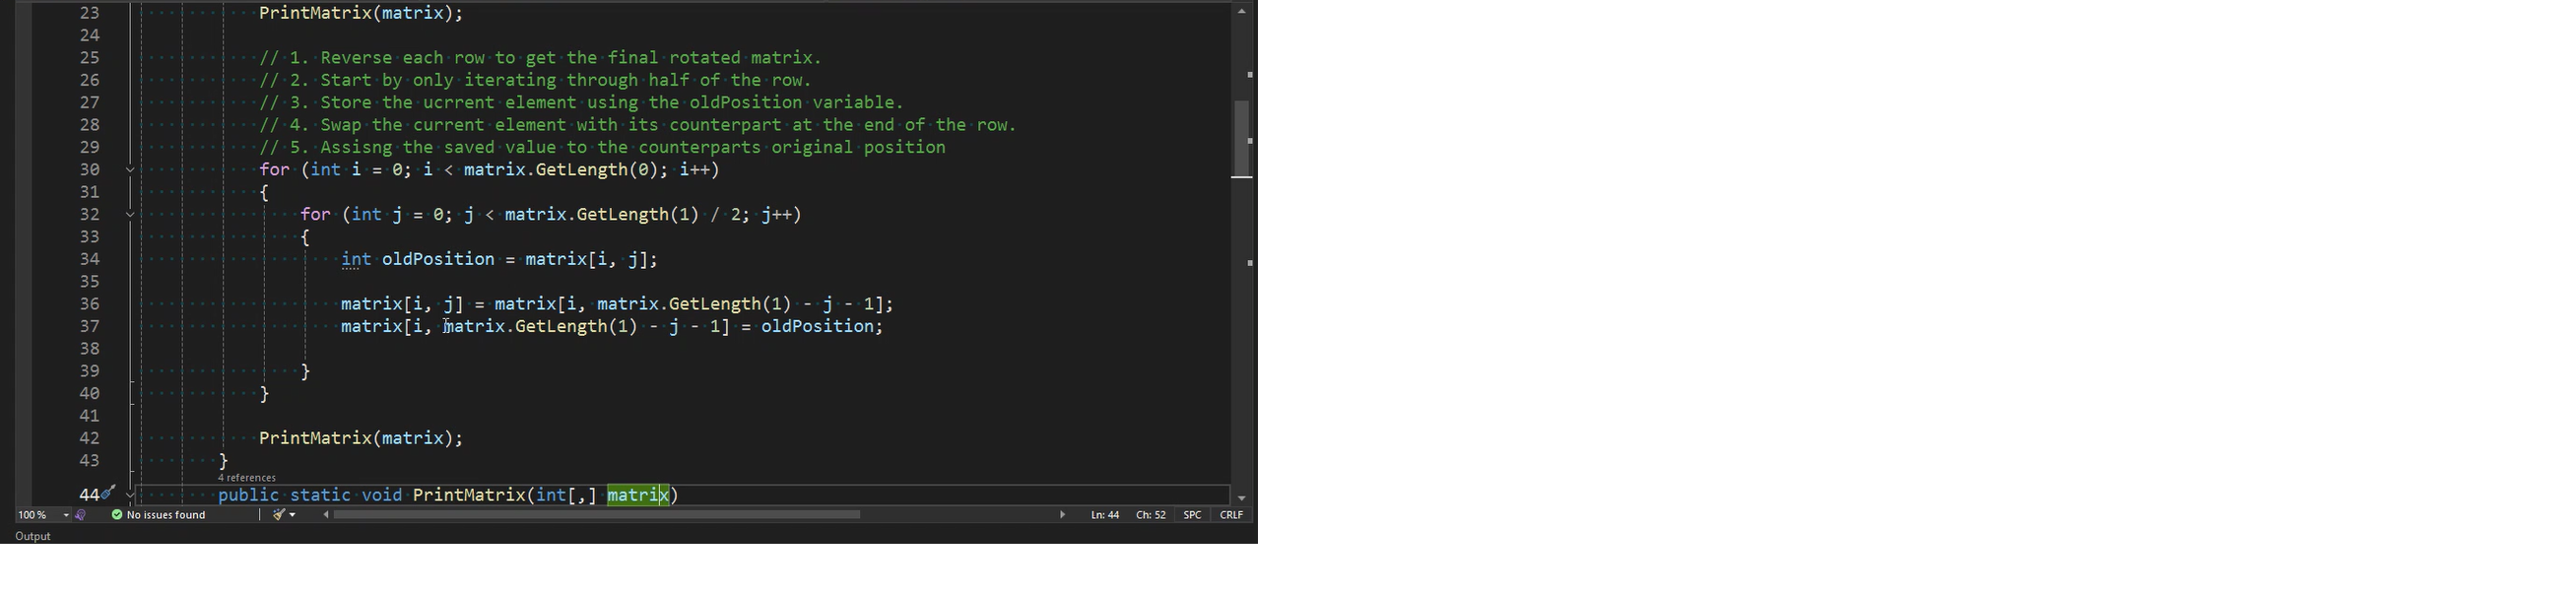 23 PrintMatrix(matrix);
24
25 // 1. Reverse each row to get the final rotated matrix.
26 // 2. Start by only iterating through half of the row.
27 // 3. Store the ucrrent element using the oldPosition variable.
28 // 4. Swap the current element with its counterpart at the end of the row.
29 // 5. Assisng the saved value to the counterparts original position
30 for (int i = 0; i < matrix.GetLength(0); i++)
31 {
32 for (int j = 0; j < matrix.GetLength(1) / 2; j++)
33 {
34 int oldPosition = matrix[i, j];
35
36 matrix[i, j] = matrix[i, matrix.GetLength(1) - j - 1];
37 matrix[i, matrix.GetLength(1) - j - 1] = oldPosition;
38
39 }
40 }
41
42 PrintMatrix(matrix);
43 }
4 references
44 public static void PrintMatrix(int[,] matrix)
100 % No issues found Ln: 44 Ch: 52 SPC CRLF
Output